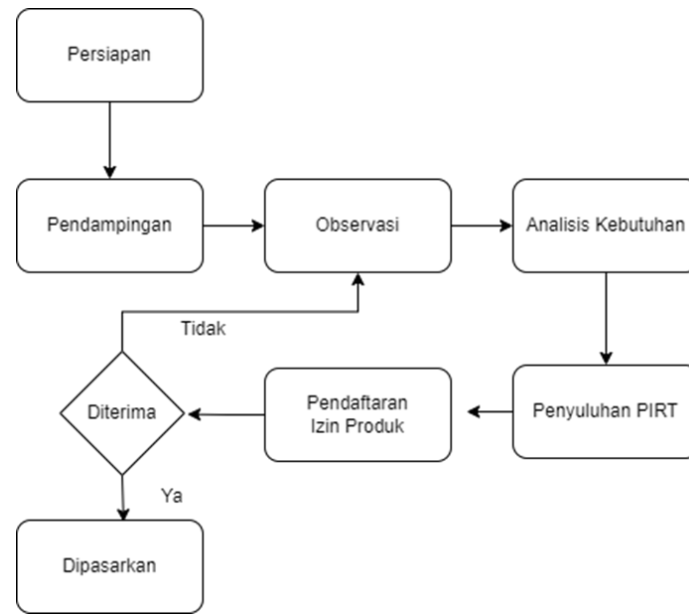 Persiapan
Pendampingan
Observasi
Analisis Kebutuhan
Tidak
Diterima
Pendaftaran
Izin Produk
Penyuluhan PIRT
Ya
Dipasarkan